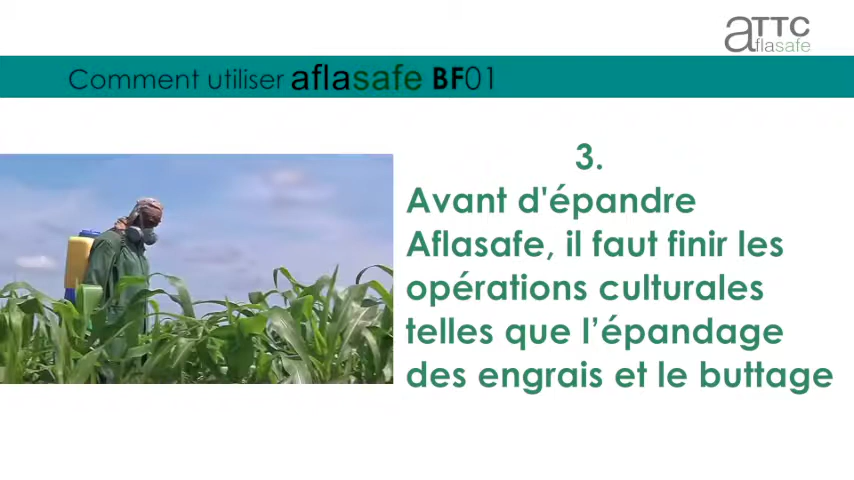 aTTC
aflasafe
Comment utiliser aflasafe BF01
3.
Avant d'épandre
Aflasafe, il faut finir les
opérations culturales
telles que l’épandage
des engrais et le buttage